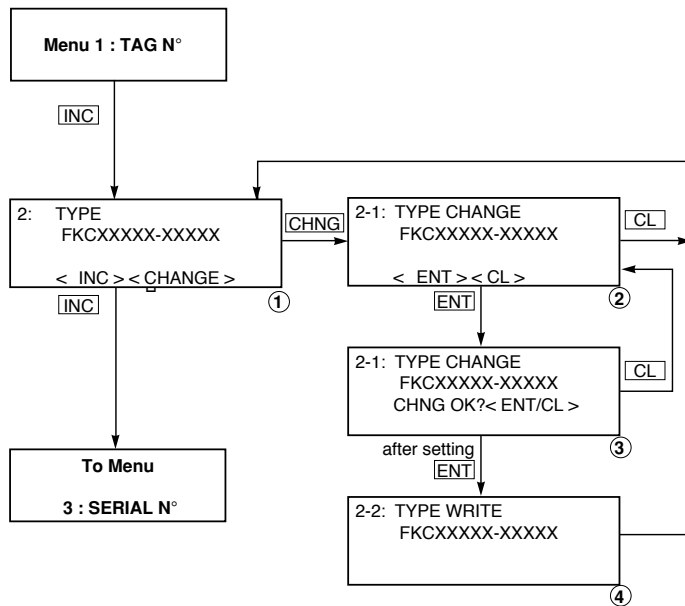 Menu 1 : TAG N°
INC
2: TYPE
FKCXXXXX-XXXXX
< INC > < CHANGE >
1
CHNG
2-1: TYPE CHANGE
FKCXXXXX-XXXXX
< ENT > < CL >
2
CL
INC
ENT
2-1: TYPE CHANGE
FKCXXXXX-XXXXX
CHNG OK?< ENT/CL >
3
CL
after setting
ENT
To Menu
3 : SERIAL N°
2-2: TYPE WRITE
FKCXXXXX-XXXXX
4